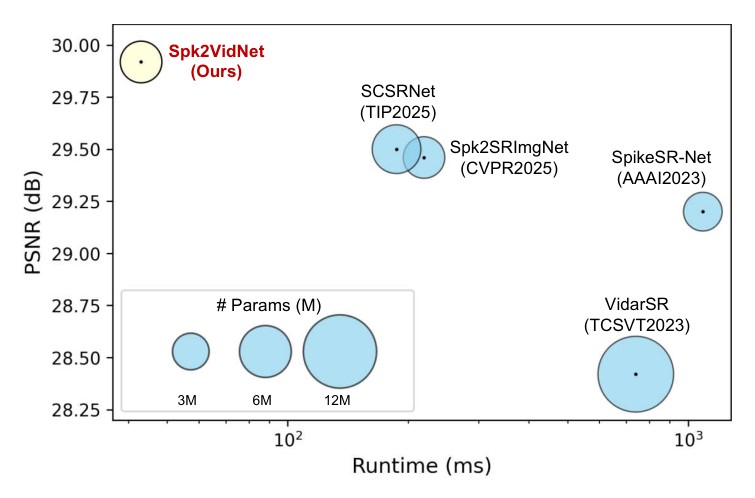 30.00
29.75
29.50
29.25
29.00
28.75
28.50
28.25
PSNR (dB)
Spk2VidNet
(Ours)
SCSRNet
(TIP2025)
Spk2SRImgNet
(CVPR2025)
SpikeSR-Net
(AAAI2023)
VidarSR
(TCSVT2023)
# Params (M)
3M 6M 12M
10² 10³
Runtime (ms)